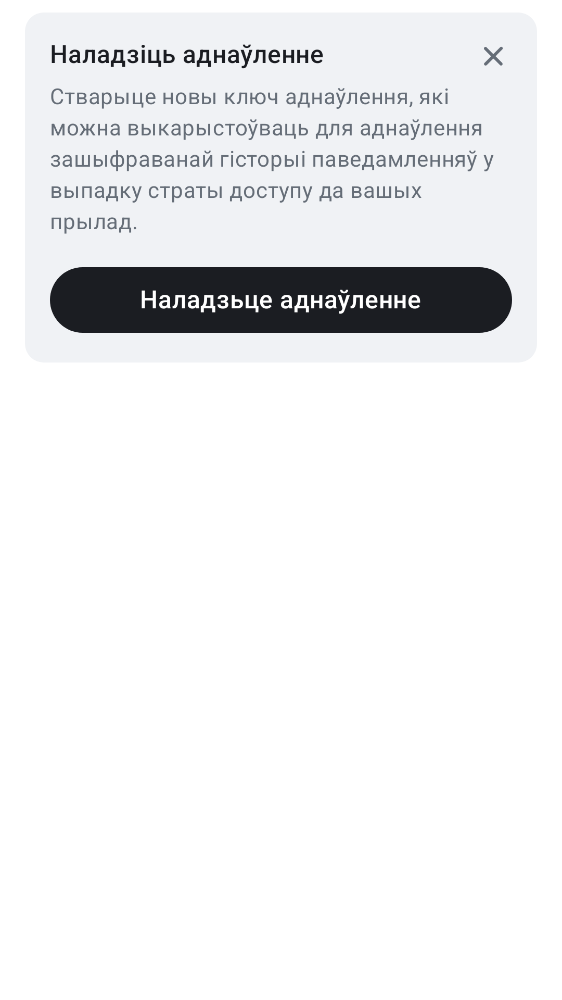 Наладзіць аднаўленне
Стварыце новы ключ аднаўлення, які
можна выкарыстоўваць для аднаўлення
зашыфраванай гісторыі паведамленняў у
выпадку страты доступу да вашых
прылад.
Наладзьце аднаўленне